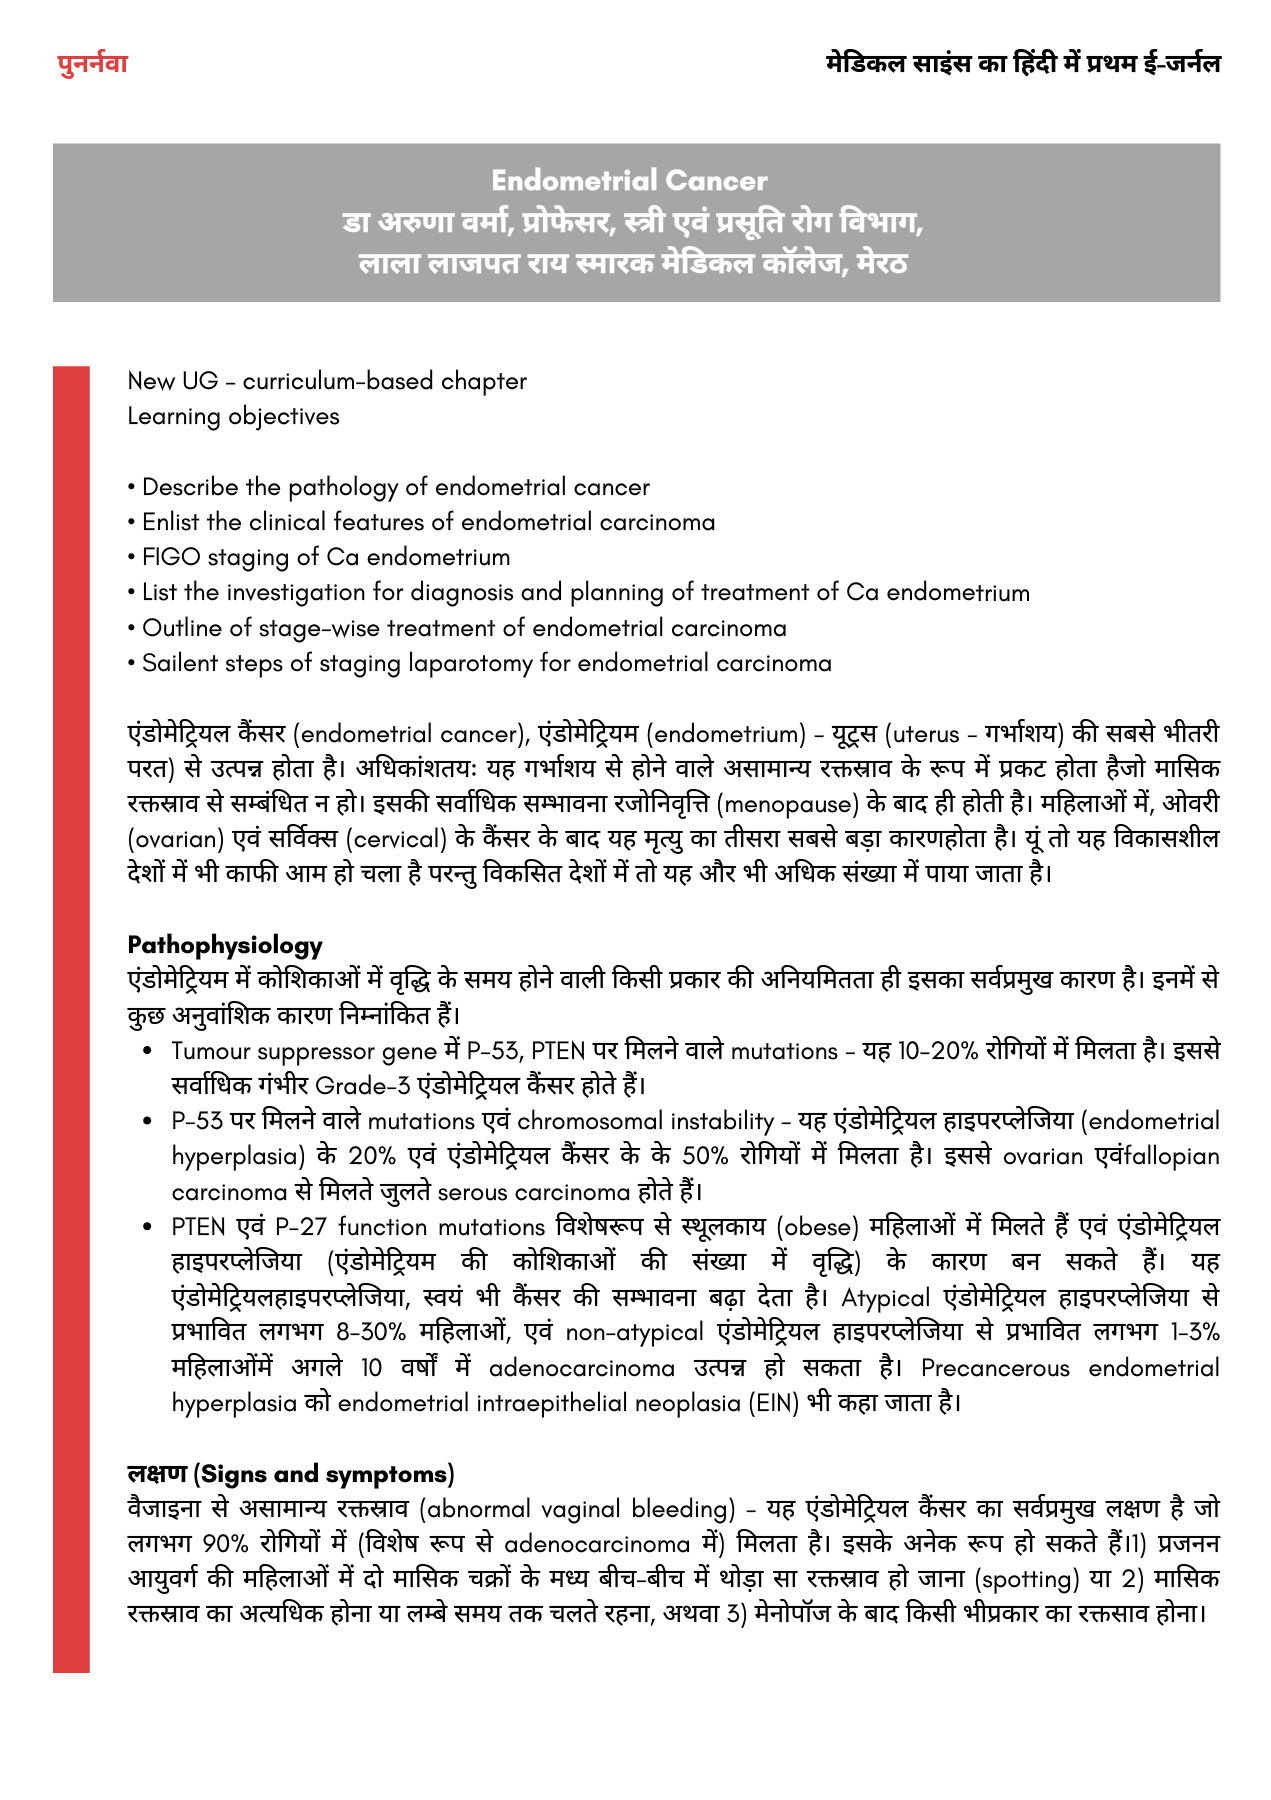 पुनर्नवा
मेडिकल साइंस का हिंदी में प्रथम ई-जर्नल
Endometrial Cancer
डा अरुणा वर्मा, प्रोफेसर, स्त्री एवं प्रसूति रोग विभाग,
लाला लाजपत राय स्मारक मेडिकल कॉलेज, मेरठ
New UG - curriculum-based chapter
Learning objectives
• Describe the pathology of endometrial cancer
• Enlist the clinical features of endometrial carcinoma
• FIGO staging of Ca endometrium
• List the investigation for diagnosis and planning of treatment of Ca endometrium
• Outline of stage-wise treatment of endometrial carcinoma
• Sailent steps of staging laparotomy for endometrial carcinoma
एंडोमेट्रियल कैंसर (endometrial cancer), एंडोमेट्रियम (endometrium) - यूट्रस (uterus - गर्भाशय) की सबसे भीतरी
परत) से उत्पन्न होता है। अधिकांशतयः यह गर्भाशय से होने वाले असामान्य रक्तस्राव के रूप में प्रकट होता हैजो मासिक
रक्तस्राव से सम्बंधित न हो। इसकी सर्वाधिक सम्भावना रजोनिवृत्ति (menopause) के बाद ही होती है। महिलाओं में, ओवरी
(ovarian) एवं सर्विक्स (cervical) के कैंसर के बाद यह मृत्यु का तीसरा सबसे बड़ा कारणहोता है। यूं तो यह विकासशील
देशों में भी काफी आम हो चला है परन्तु विकसित देशों में तो यह और भी अधिक संख्या में पाया जाता है।
Pathophysiology
एंडोमेट्रियम में कोशिकाओं में वृद्धि के समय होने वाली किसी प्रकार की अनियमितता ही इसका सर्वप्रमुख कारण है। इनमें से
कुछ अनुवांशिक कारण निम्नांकित हैं।
• Tumour suppressor gene में P-53, PTEN पर मिलने वाले mutations - यह 10-20% रोगियों में मिलता है। इससे
सर्वाधिक गंभीर Grade-3 एंडोमेट्रियल कैंसर होते हैं।
• P-53 पर मिलने वाले mutations एवं chromosomal instability - यह एंडोमेट्रियल हाइपरप्लेजिया (endometrial
hyperplasia) के 20% एवं एंडोमेट्रियल कैंसर के के 50% रोगियों में मिलता है। इससे ovarian एवंfallopian
carcinoma से मिलते जुलते serous carcinoma होते हैं।
• PTEN एवं P-27 function mutations विशेषरूप से स्थूलकाय (obese) महिलाओं में मिलते हैं एवं एंडोमेट्रियल
हाइपरप्लेजिया (एंडोमेट्रियम की कोशिकाओं की संख्या में वृद्धि) के कारण बन सकते हैं। यह
एंडोमेट्रियलहाइपरप्लेजिया, स्वयं भी कैंसर की सम्भावना बढ़ा देता है। Atypical एंडोमेट्रियल हाइपरप्लेजिया से
प्रभावित लगभग 8-30% महिलाओं, एवं non-atypical एंडोमेट्रियल हाइपरप्लेजिया से प्रभावित लगभग 1-3%
महिलाओंमें अगले 10 वर्षों में adenocarcinoma उत्पन्न हो सकता है। Precancerous endometrial
hyperplasia को endometrial intraepithelial neoplasia (EIN) भी कहा जाता है।
लक्षण (Signs and symptoms)
वैजाइना से असामान्य रक्तस्राव (abnormal vaginal bleeding) - यह एंडोमेट्रियल कैंसर का सर्वप्रमुख लक्षण है जो
लगभग 90% रोगियों में (विशेष रूप से adenocarcinoma में) मिलता है। इसके अनेक रूप हो सकते हैं।1) प्रजनन
आयुवर्ग की महिलाओं में दो मासिक चक्रों के मध्य बीच-बीच में थोड़ा सा रक्तस्राव हो जाना (spotting) या 2) मासिक
रक्तस्राव का अत्यधिक होना या लम्बे समय तक चलते रहना, अथवा 3) मेनोपॉज के बाद किसी भीप्रकार का रक्तसाव होना।